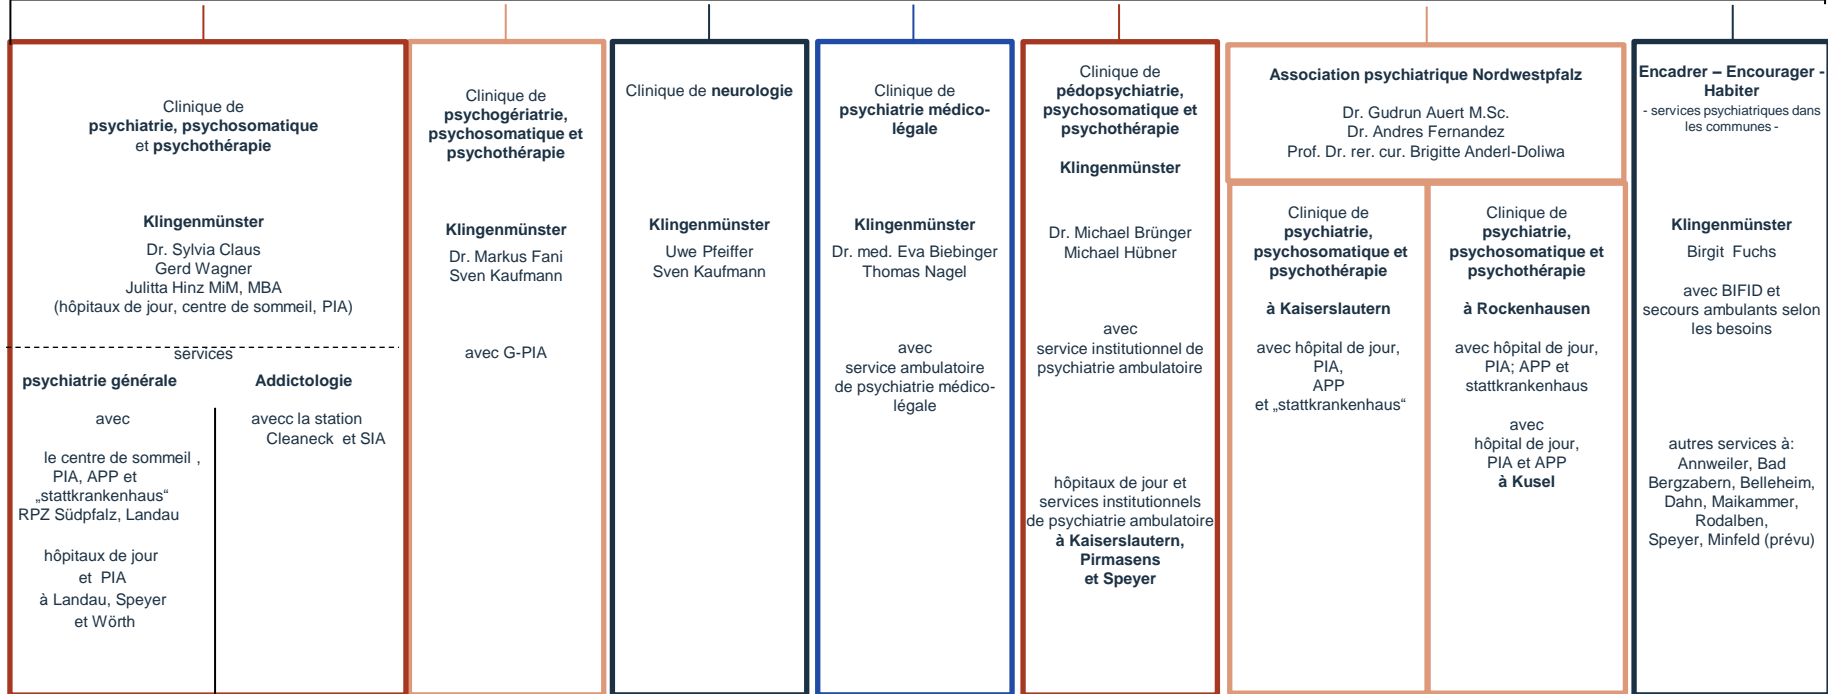 Clinique de
psychiatrie, psychosomatique
et psychothérapie
Klingenmünster
Dr. Sylvia Claus
Gerd Wagner
Julitta Hinz MiM, MBA
(hôpitaux de jour, centre de sommeil, PIA)
services
psychiatrie générale
avec
le centre de sommeil ,
PIA, APP et
„stattkrankenhaus“
RPZ Südpfalz, Landau
hôpitaux de jour
et PIA
à Landau, Speyer
et Wörth
Addictologie
avecc la station
Cleaneck et SIA
Clinique de
psychogériatrie,
psychosomatique et
psychothérapie
Klingenmünster
Dr. Markus Fani
Sven Kaufmann
avec G-PIA
Clinique de neurologie
Klingenmünster
Uwe Pfeiffer
Sven Kaufmann
Clinique de
psychiatrie médico-
légale
Klingenmünster
Dr. med. Eva Biebinger
Thomas Nagel
avec
service ambulatoire
de psychiatrie médico-
légale
Clinique de
pédopsychiatrie,
psychosomatique et
psychothérapie
Klingenmünster
Dr. Michael Brünger
Michael Hübner
avec
service institutionnel de
psychiatrie ambulatoire
hôpitaux de jour et
services institutionnels
de psychiatrie ambulatoire
à Kaiserslautern,
Pirmasens
et Speyer
Association psychiatrique Nordwestpfalz
Dr. Gudrun Auert M.Sc.
Dr. Andres Fernandez
Prof. Dr. rer. cur. Brigitte Anderl-Doliwa
Clinique de
psychiatrie,
psychosomatique et
psychothérapie
à Kaiserslautern
avec hôpital de jour,
PIA,
APP
et „stattkrankenhaus“
Clinique de
psychiatrie,
psychosomatique et
psychothérapie
à Rockenhausen
avec hôpital de jour,
PIA; APP et
stattkrankenhaus
avec
hôpital de jour,
PIA et APP
à Kusel
Encadrer – Encourager -
Habiter
- services psychiatriques dans
les communes -
Klingenmünster
Birgit Fuchs
avec BIFID et
secours ambulants selon
les besoins
autres services à:
Annweiler, Bad
Bergzabern, Belleheim,
Dahn, Maikammer,
Rodalben,
Speyer, Minfeld (prévu)